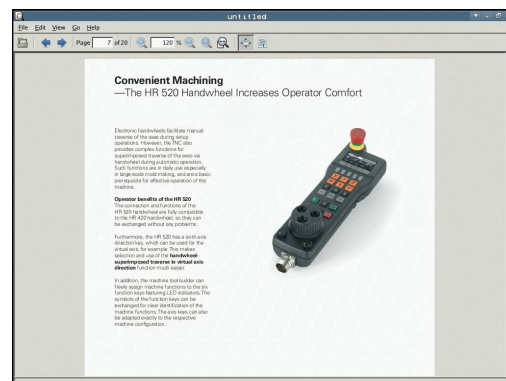 untitled
File Edit View Go Help
Page 7 of 20 120 %
Convenient Machining
—The HR 520 Handwheel Increases Operator Comfort
Electronic handwheels facilitate manual
traverse of the axes during setup
operations. However, the TNC also
provides complex functions for
superimposed traverse of the axes via
handwheel during automatic operation.
Such functions are in daily use especially
in large-scale mold making, and are a basic
prerequisite for effective operation of the
machine.
Operator benefits of the HR 520
The connection and functions of the
HR 520 handwheel are fully compatible
to the HR 420 handwheel, so they can
be exchanged without any problems.
Furthermore, the HR 520 has a sixth axis
direction key, which can be used for the
virtual axis, for example. This makes
selection and use of the handwheel-
superimposed traverse in virtual axis
direction function much easier.
In addition, the machine tool builder can
freely assign machine functions to the six
function keys featuring LED indicators. The
symbols of the function keys can be
exchanged for clear identification of the
machine functions. The axis keys can also
be adapted exactly to the respective
machine configuration.